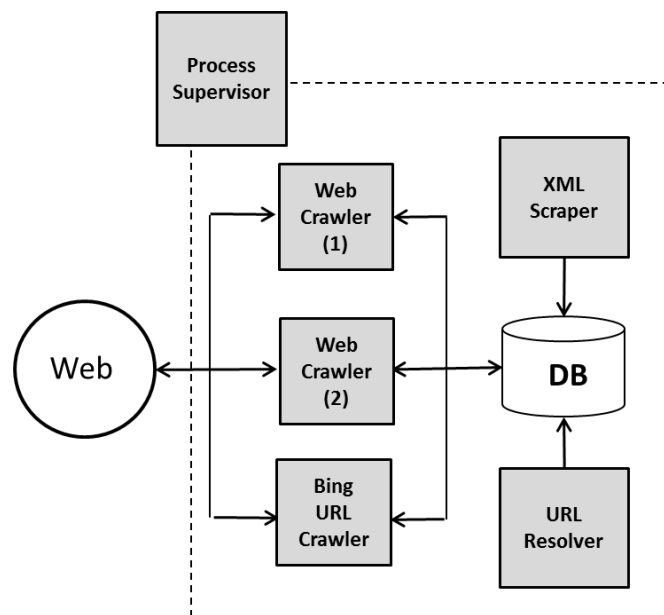 Process
Supervisor
Web
Crawler
(1)
XML
Scraper
Web
Web
Crawler
(2)
DB
Bing
URL
Crawler
URL
Resolver